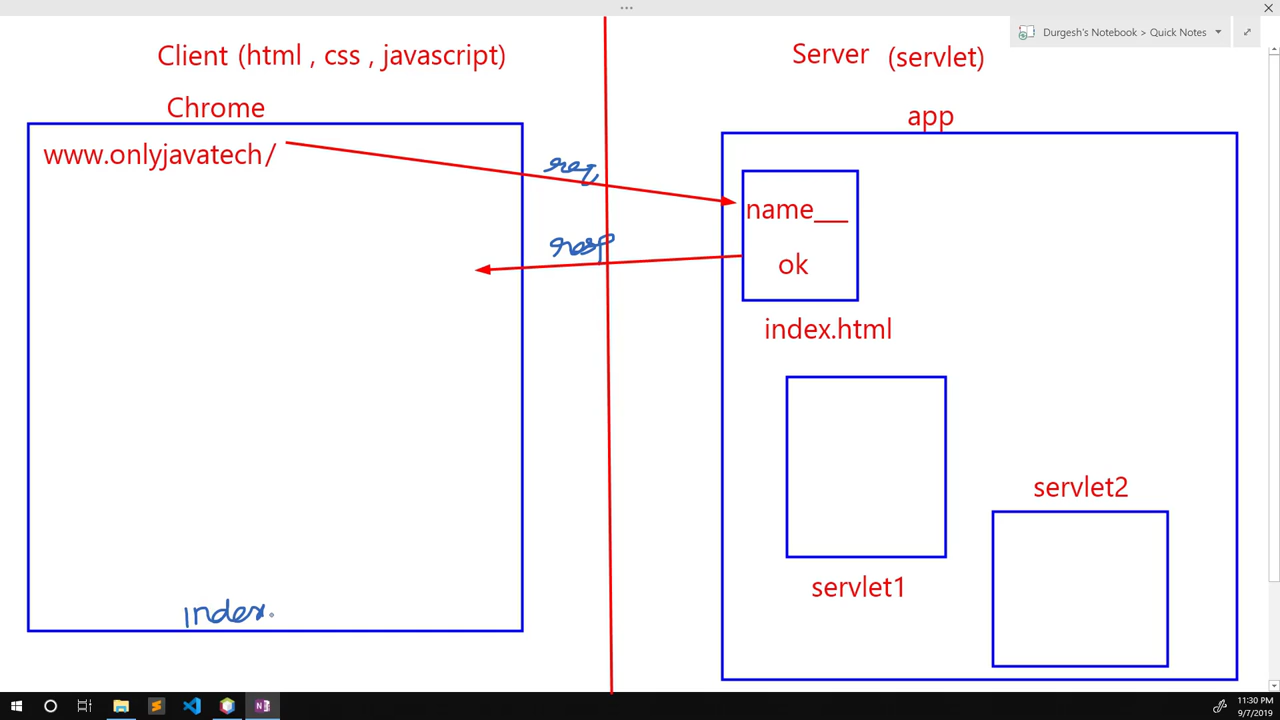 Durgesh's Notebook > Quick Notes
Client (html , css , javascript)
Server (servlet)
Chrome
app
www.onlyjavatech/
req
name__
resp
ok
index.html
servlet2
servlet1
index.
11:30 PM
9/7/2019